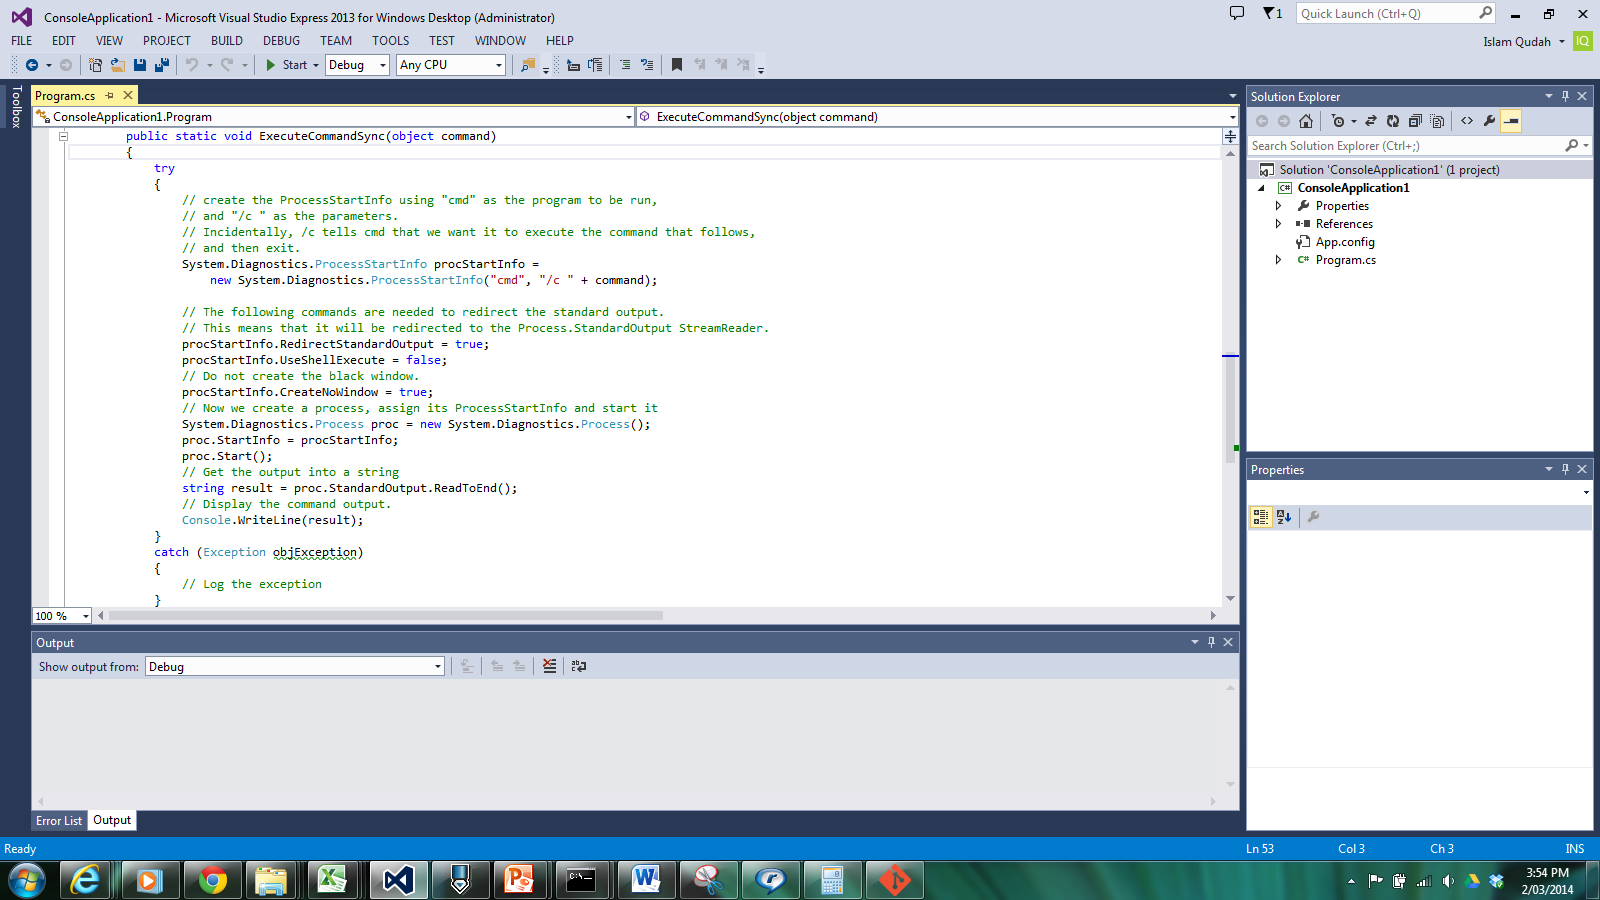 ConsoleApplication1 - Microsoft Visual Studio Express 2013 for Windows Desktop (Administrator)
1
Quick Launch (Ctrl+Q)
FILE EDIT VIEW PROJECT BUILD DEBUG TEAM TOOLS TEST WINDOW HELP
Islam Qudah IQ
Start Debug Any CPU
Toolbox
Program.cs
ConsoleApplication1.Program
ExecuteCommandSync(object command)
public static void ExecuteCommandSync(object command)
{
try
{
// create the ProcessStartInfo using "cmd" as the program to be run,
// and "/c " as the parameters.
// Incidentally, /c tells cmd that we want it to execute the command that follows,
// and then exit.
System.Diagnostics.ProcessStartInfo procStartInfo =
new System.Diagnostics.ProcessStartInfo("cmd", "/c " + command);
// The following commands are needed to redirect the standard output.
// This means that it will be redirected to the Process.StandardOutput StreamReader.
procStartInfo.RedirectStandardOutput = true;
procStartInfo.UseShellExecute = false;
// Do not create the black window.
procStartInfo.CreateNoWindow = true;
// Now we create a process, assign its ProcessStartInfo and start it
System.Diagnostics.Process proc = new System.Diagnostics.Process();
proc.StartInfo = procStartInfo;
proc.Start();
// Get the output into a string
string result = proc.StandardOutput.ReadToEnd();
// Display the command output.
Console.WriteLine(result);
}
catch (Exception objException)
{
// Log the exception
}
100 %
Output
Show output from: Debug
Error List Output
Solution Explorer
Search Solution Explorer (Ctrl+;)
Solution 'ConsoleApplication1' (1 project)
C# ConsoleApplication1
Properties
References
App.config
C# Program.cs
Properties
Ready
Ln 53 Col 3 Ch 3 INS
3:54 PM
2/03/2014